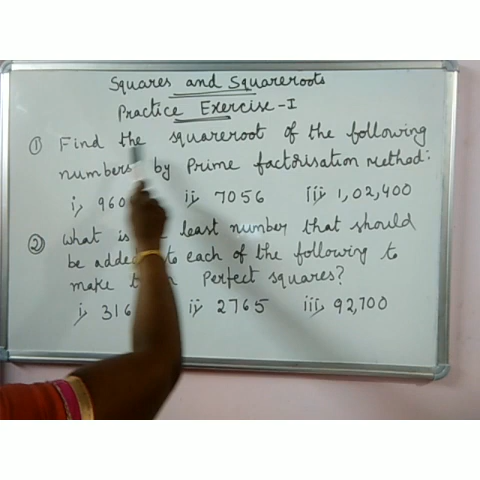 Squares and Squareroots
Practice Exercise-I
① Find the squareroot of the following
numbers by Prime factorisation method:
i, 960 ii, 7056 iii, 1,02,400
② What is least number that should
be added to each of the following to
make Perfect squares?
i, 316 ii, 2765 iii, 92,700